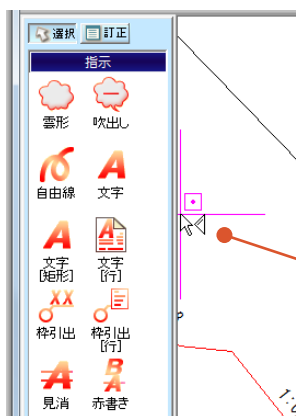 選択 訂正
指示
雲形 吹出し
自由線 文字
文字 文字
[矩形] [行]
枠引出 枠引出
[行]
見消 赤書き